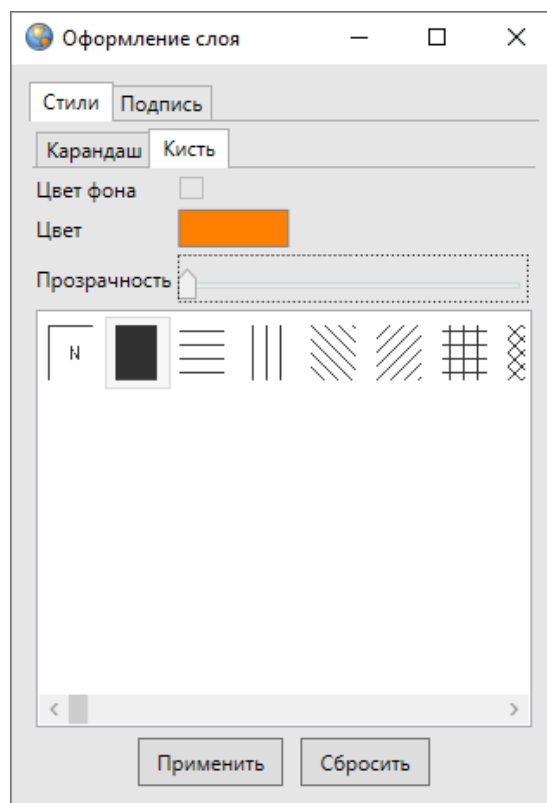 Оформление слоя
Стили Подпись
Карандаш Кисть
Цвет фона
Цвет
Прозрачность
N
Применить Сбросить